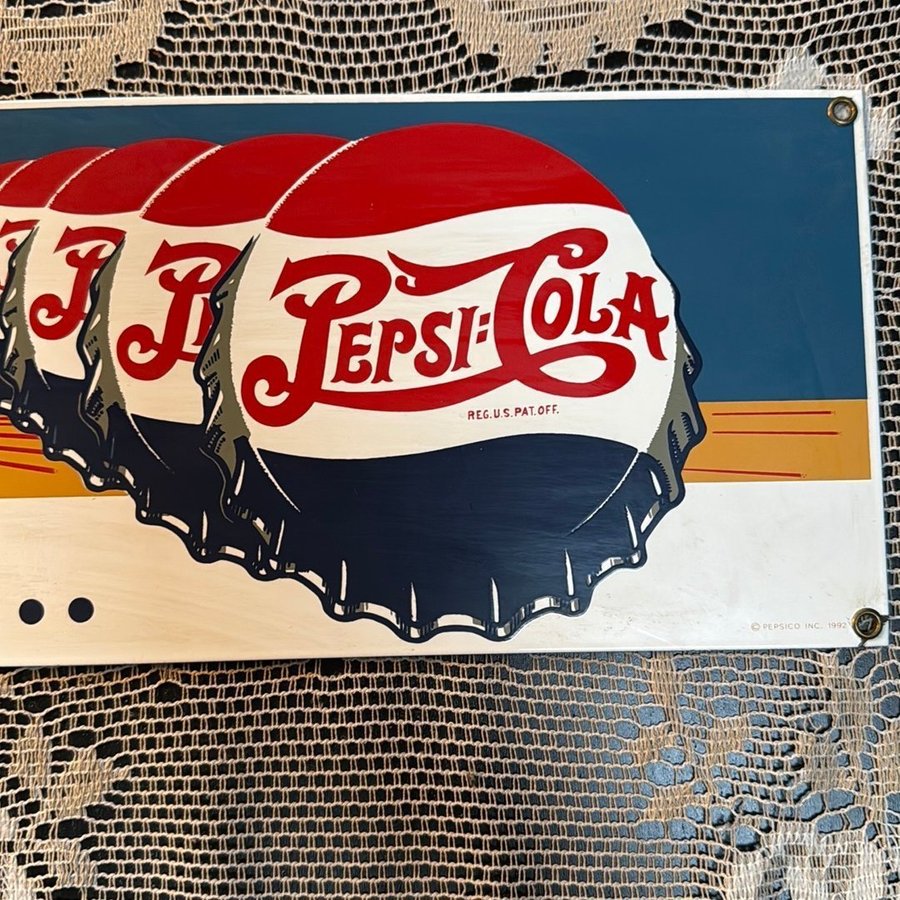 PEPSI-COLA
REG. U.S. PAT. OFF.
© PEPSICO INC. 1992